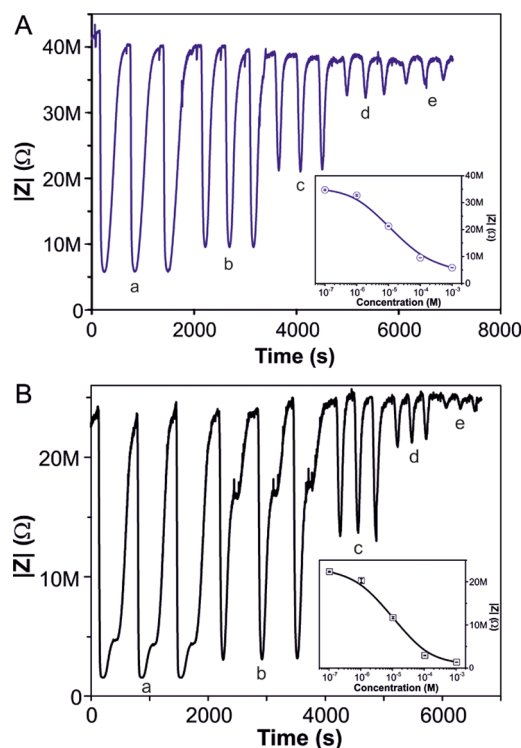 A
40M
30M
20M
10M
0
|Z| (Ω)
a
b
c
d
e
40M
30M
20M
10M
0
|Z| (Ω)
10⁻⁷ 10⁻⁶ 10⁻⁵ 10⁻⁴ 10⁻³
Concentration (M)
0 2000 4000 6000 8000
Time (s)
B
20M
10M
0
|Z| (Ω)
a
b
c
d
e
20M
10M
0
|Z| (Ω)
10⁻⁷ 10⁻⁶ 10⁻⁵ 10⁻⁴ 10⁻³
Concentration (M)
0 2000 4000 6000
Time (s)